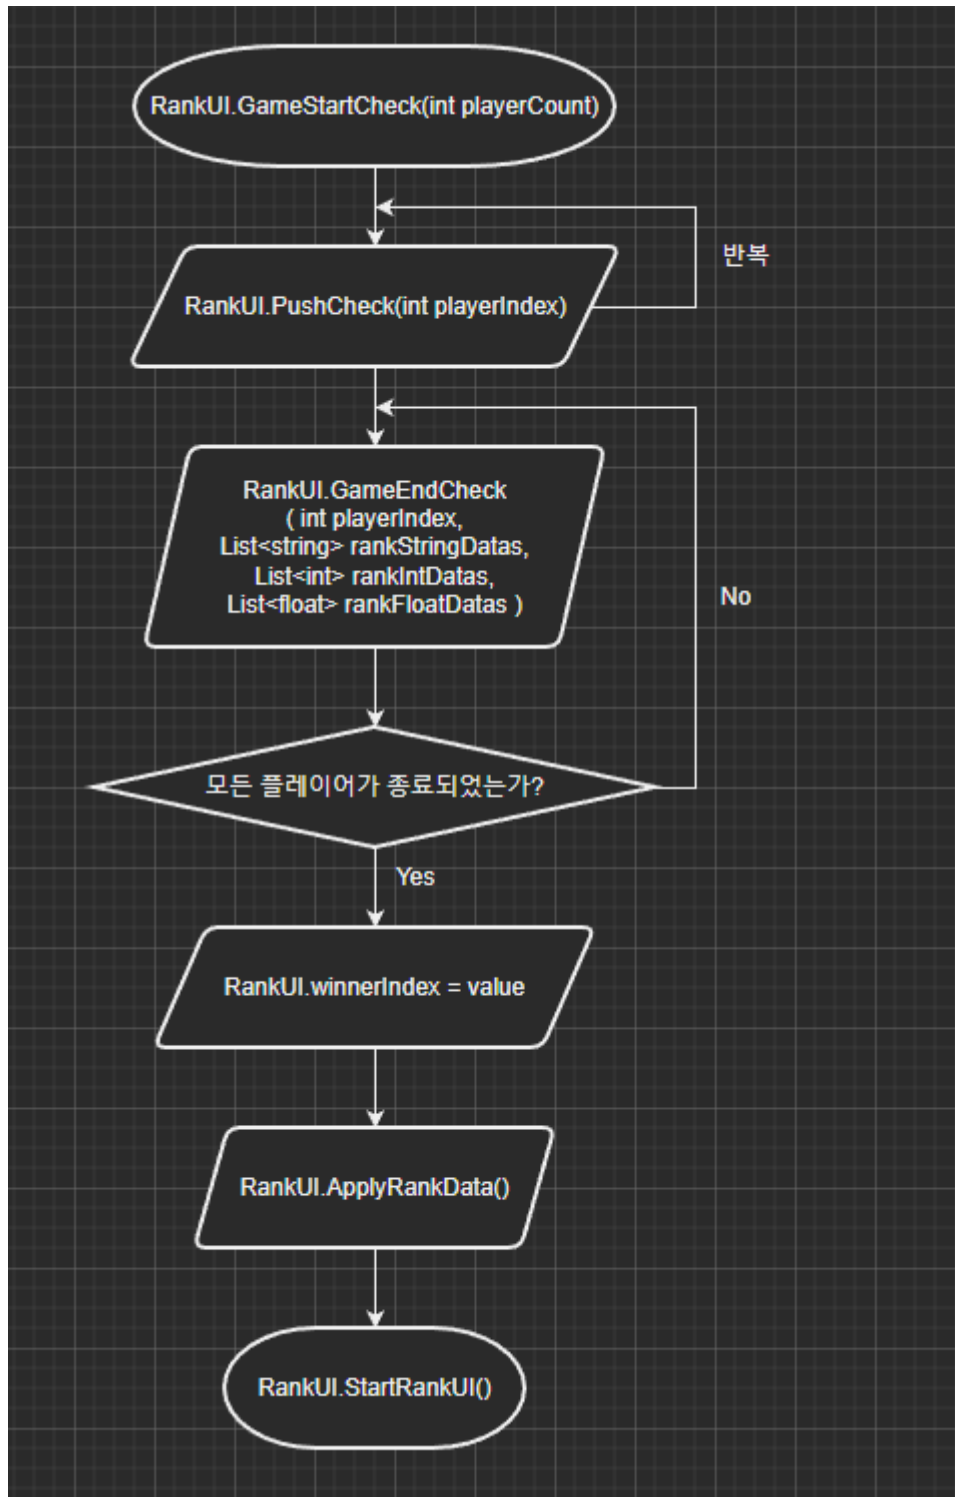 RankUI.GameStartCheck(int playerCount)
반복
RankUI.PushCheck(int playerIndex)
RankUI.GameEndCheck
( int playerIndex,
List<string> rankStringDatas,
List<int> rankIntDatas,
List<float> rankFloatDatas )
No
모든 플레이어가 종료되었는가?
Yes
RankUI.winnerIndex = value
RankUI.ApplyRankData()
RankUI.StartRankUI()